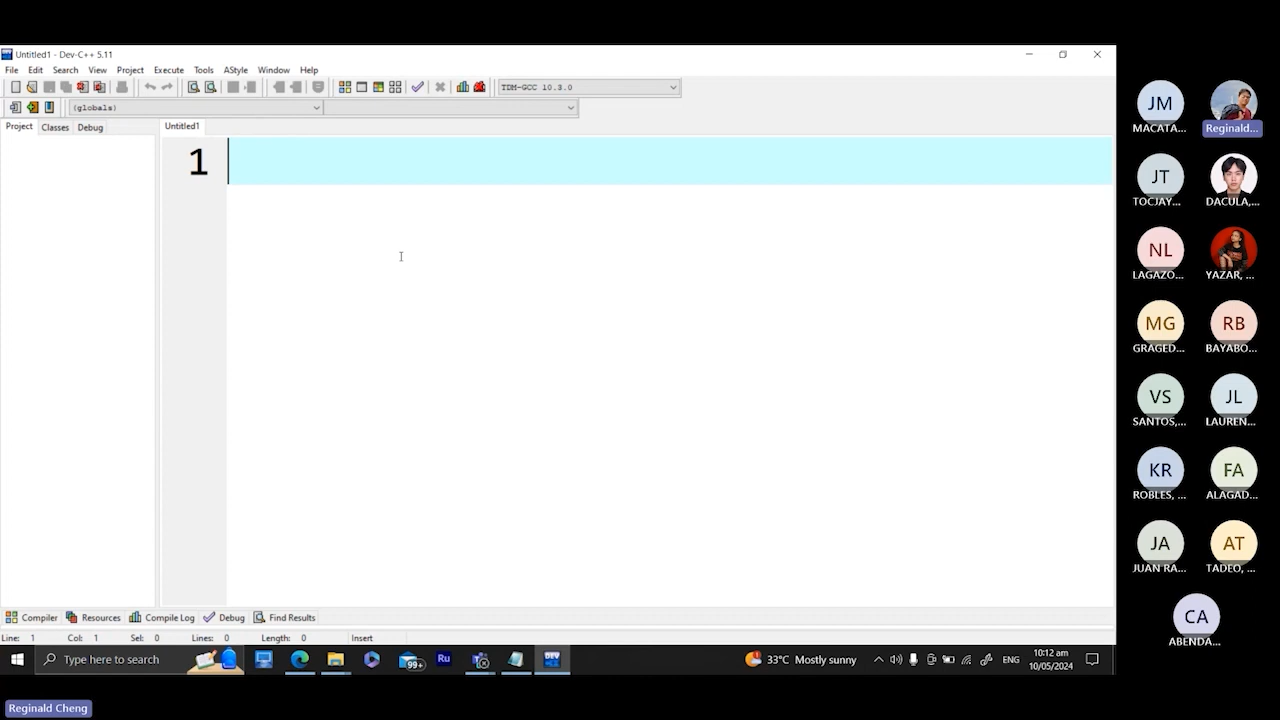 Untitled1 - Dev-C++ 5.11
File Edit Search View Project Execute Tools AStyle Window Help
TDM-GCC 10.3.0
(globals)
Project Classes Debug Untitled1
1
Compiler Resources Compile Log Debug Find Results
Line: 1 Col: 1 Sel: 0 Lines: 0 Length: 0 Insert
Type here to search
99+
Ru
DEV
33°C Mostly sunny
ENG
10:12 am
10/05/2024
Reginald Cheng
JM
MACATA... Reginald...
JT
TOCJAY... DACULA,...
NL
LAGAZO... YAZAR, ...
MG RB
GRAGED... BAYABO...
VS JL
SANTOS,... LAUREN...
KR FA
ROBLES, ... ALAGAD...
JA AT
JUAN RA... TADEO, ...
CA
ABENDA...